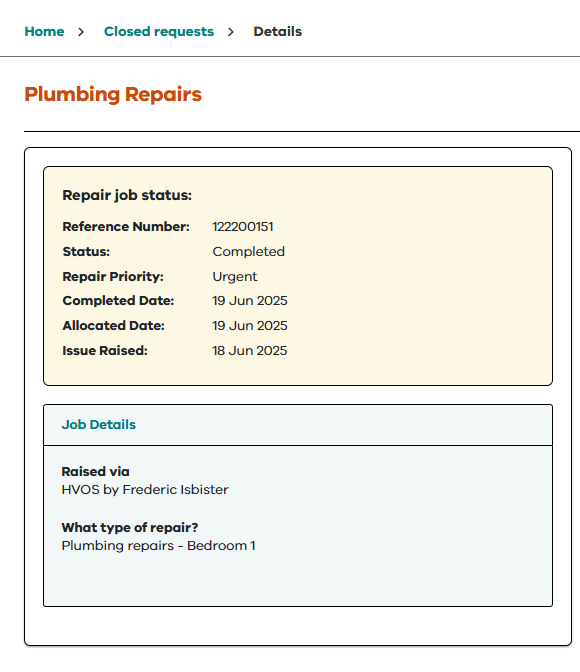 Home > Closed requests > Details
Plumbing Repairs
Repair job status:
Reference Number: 122200151
Status: Completed
Repair Priority: Urgent
Completed Date: 19 Jun 2025
Allocated Date: 19 Jun 2025
Issue Raised: 18 Jun 2025
Job Details
Raised via
HVOS by Frederic Isbister
What type of repair?
Plumbing repairs - Bedroom 1